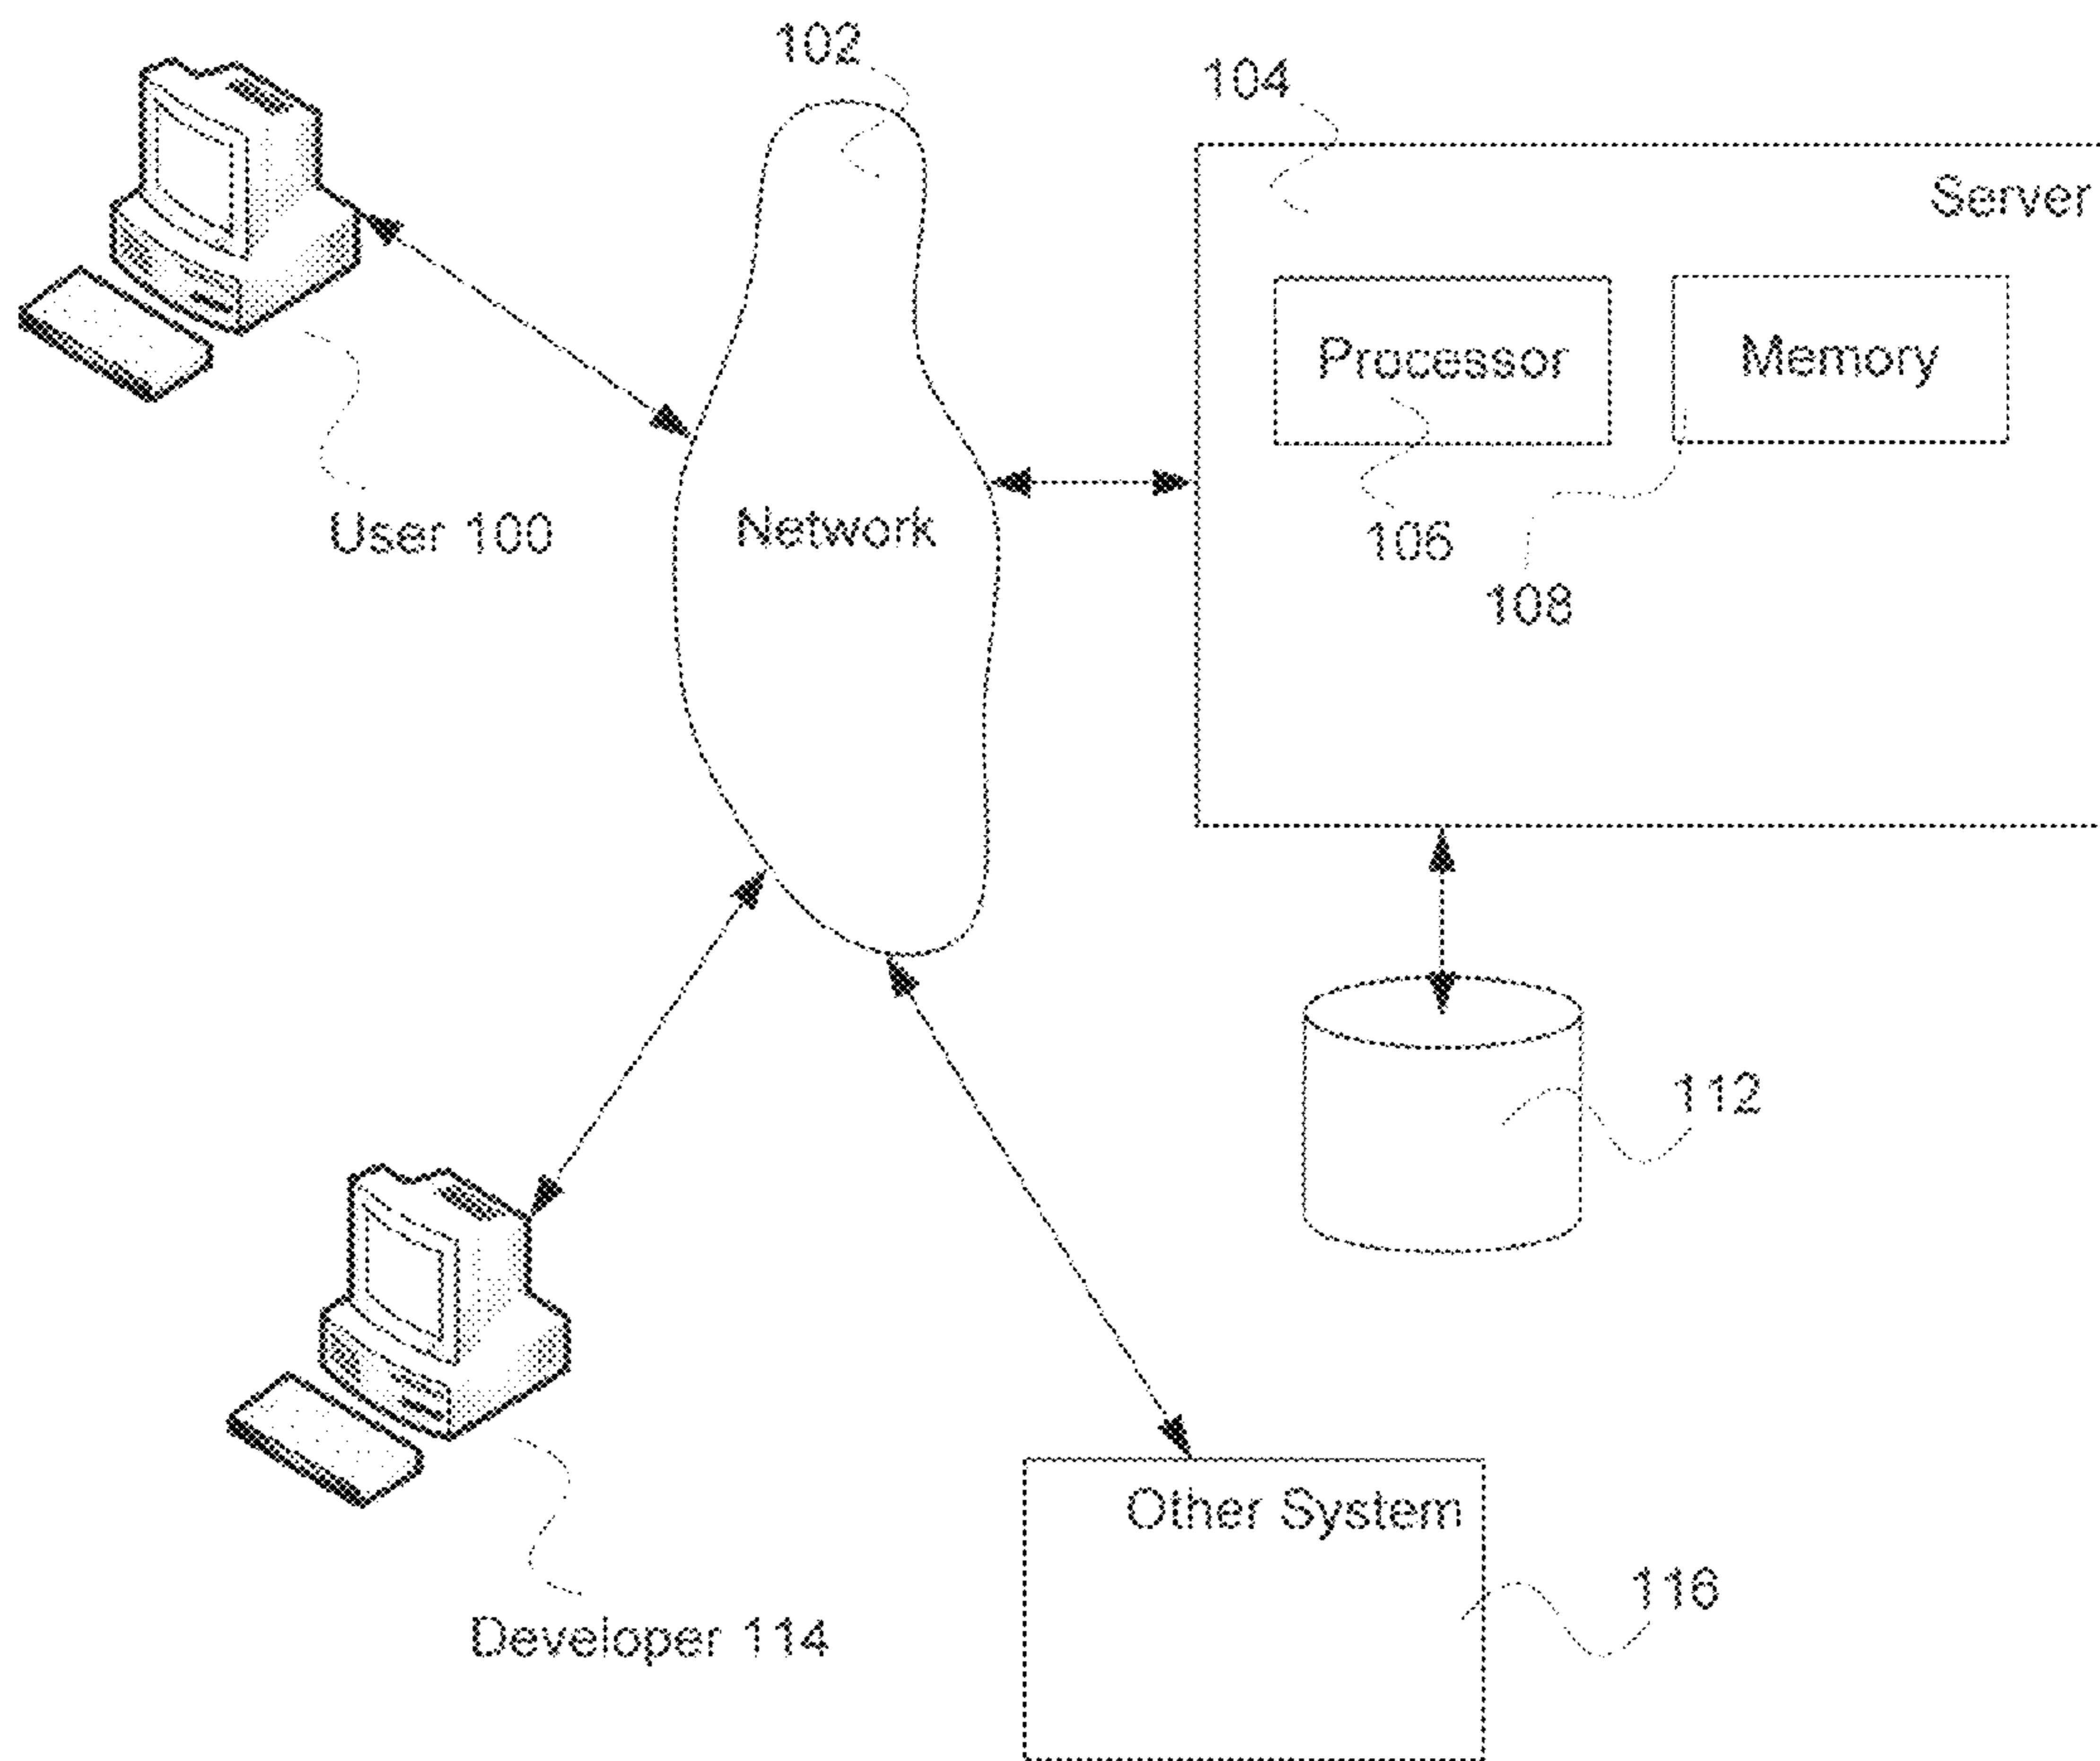 102
104
Server
Processor
Memory
User 100
Network
106
108
112
Other System
116
Developer 114